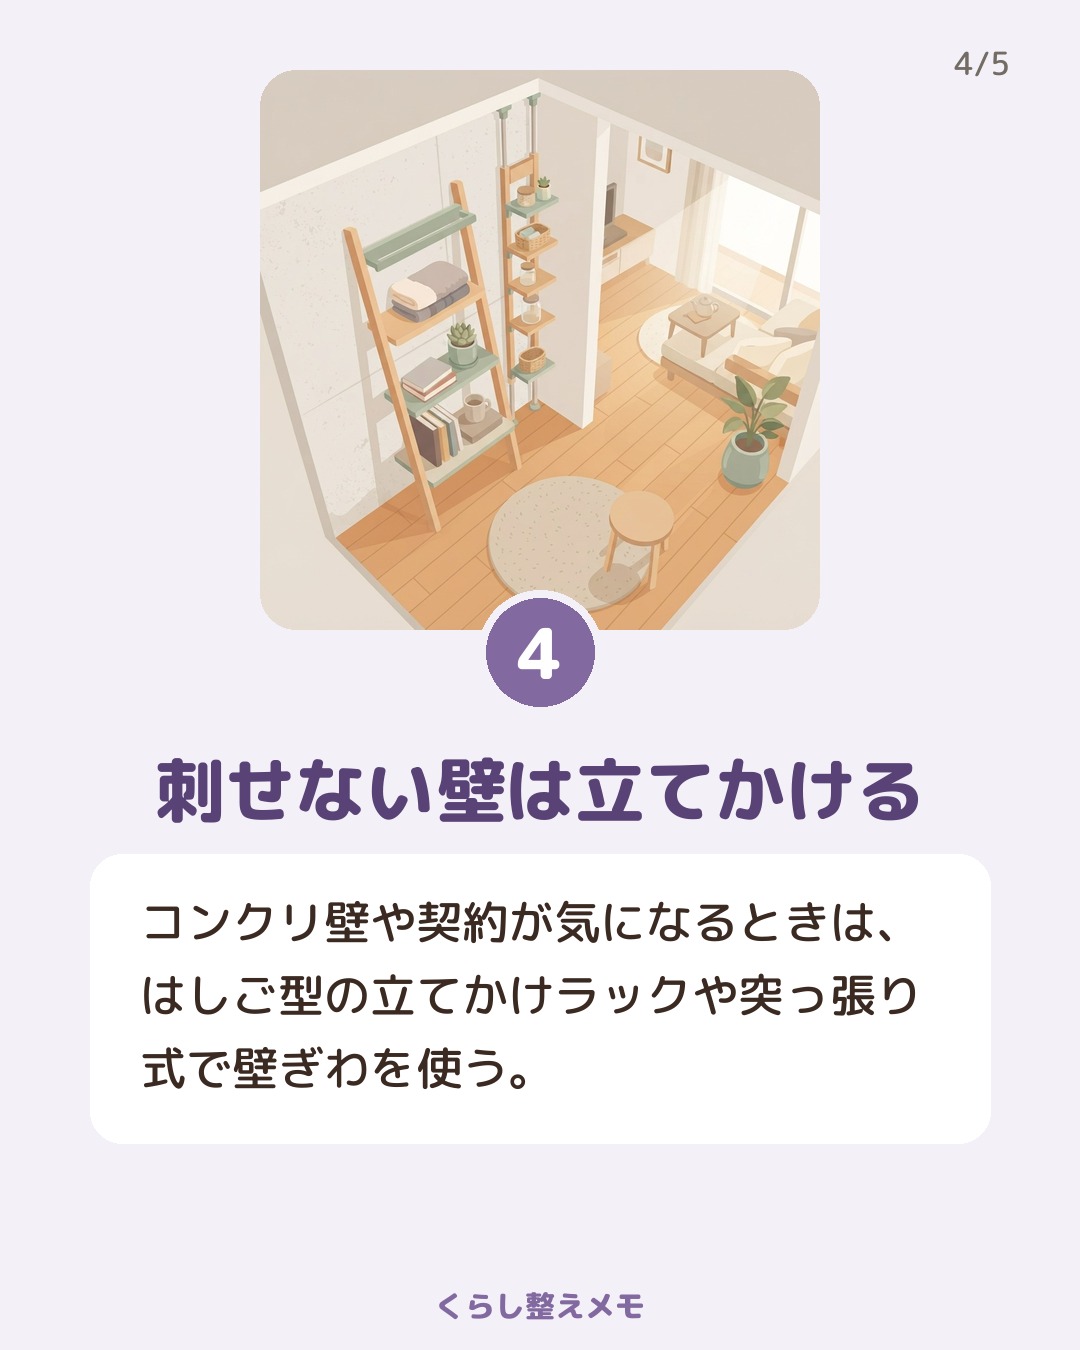 4/5
4
刺せない壁は立てかける
コンクリ壁や契約が気になるときは、
はしご型の立てかけラックや突っ張り
式で壁ぎわを使う。
くらし整えメモ